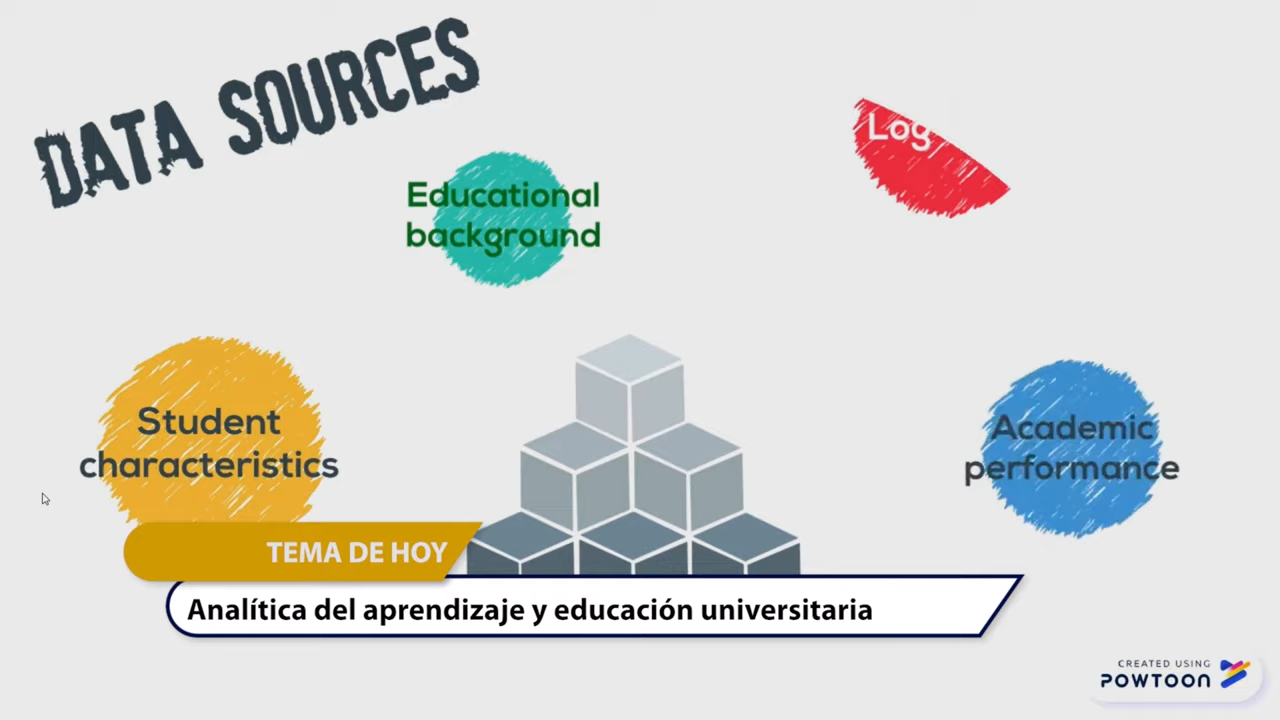 DATA SOURCES
Log
Educational
background
Student
characteristics
Academic
performance
TEMA DE HOY
Analítica del aprendizaje y educación universitaria
CREATED USING
POWTOON